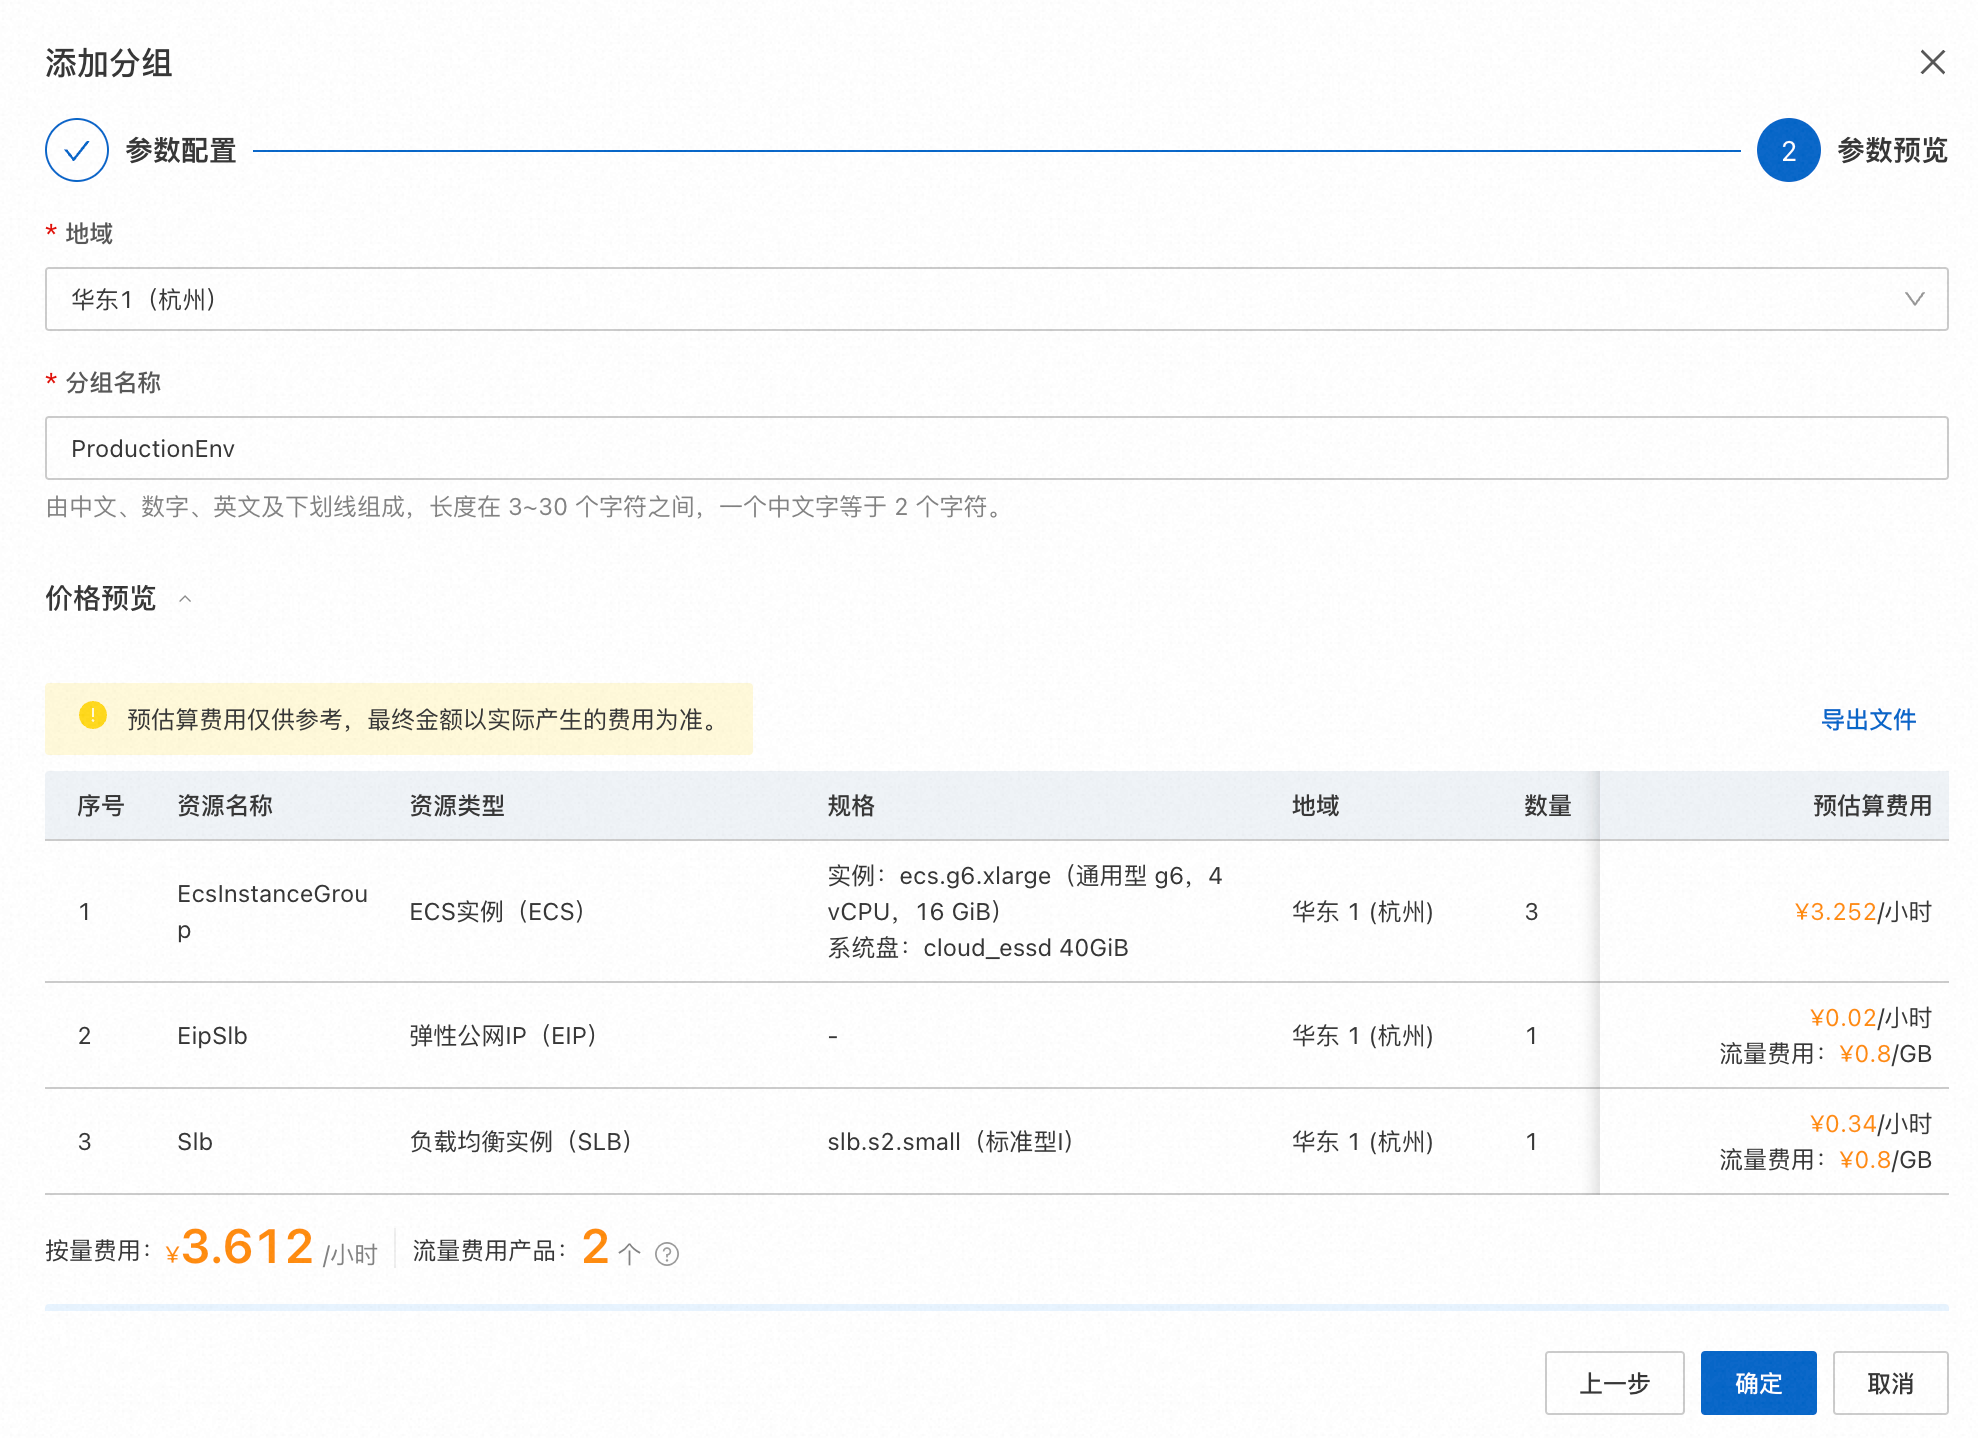 添加分组
参数配置
2 参数预览
* 地域
华东1（杭州）
* 分组名称
ProductionEnv
由中文、数字、英文及下划线组成，长度在 3~30 个字符之间，一个中文字等于 2 个字符。
价格预览
预估算费用仅供参考，最终金额以实际产生的费用为准。
导出文件
序号 资源名称 资源类型 规格 地域 数量 预估算费用
1 EcsInstanceGrou
p ECS实例（ECS） 实例：ecs.g6.xlarge（通用型 g6，4
vCPU，16 GiB）
系统盘：cloud_essd 40GiB 华东 1 (杭州) 3 ¥3.252/小时
2 EipSlb 弹性公网IP（EIP） - 华东 1 (杭州) 1 ¥0.02/小时
流量费用：¥0.8/GB
3 Slb 负载均衡实例（SLB） slb.s2.small（标准型I） 华东 1 (杭州) 1 ¥0.34/小时
流量费用：¥0.8/GB
按量费用：¥3.612 /小时 流量费用产品：2 个
上一步 确定 取消